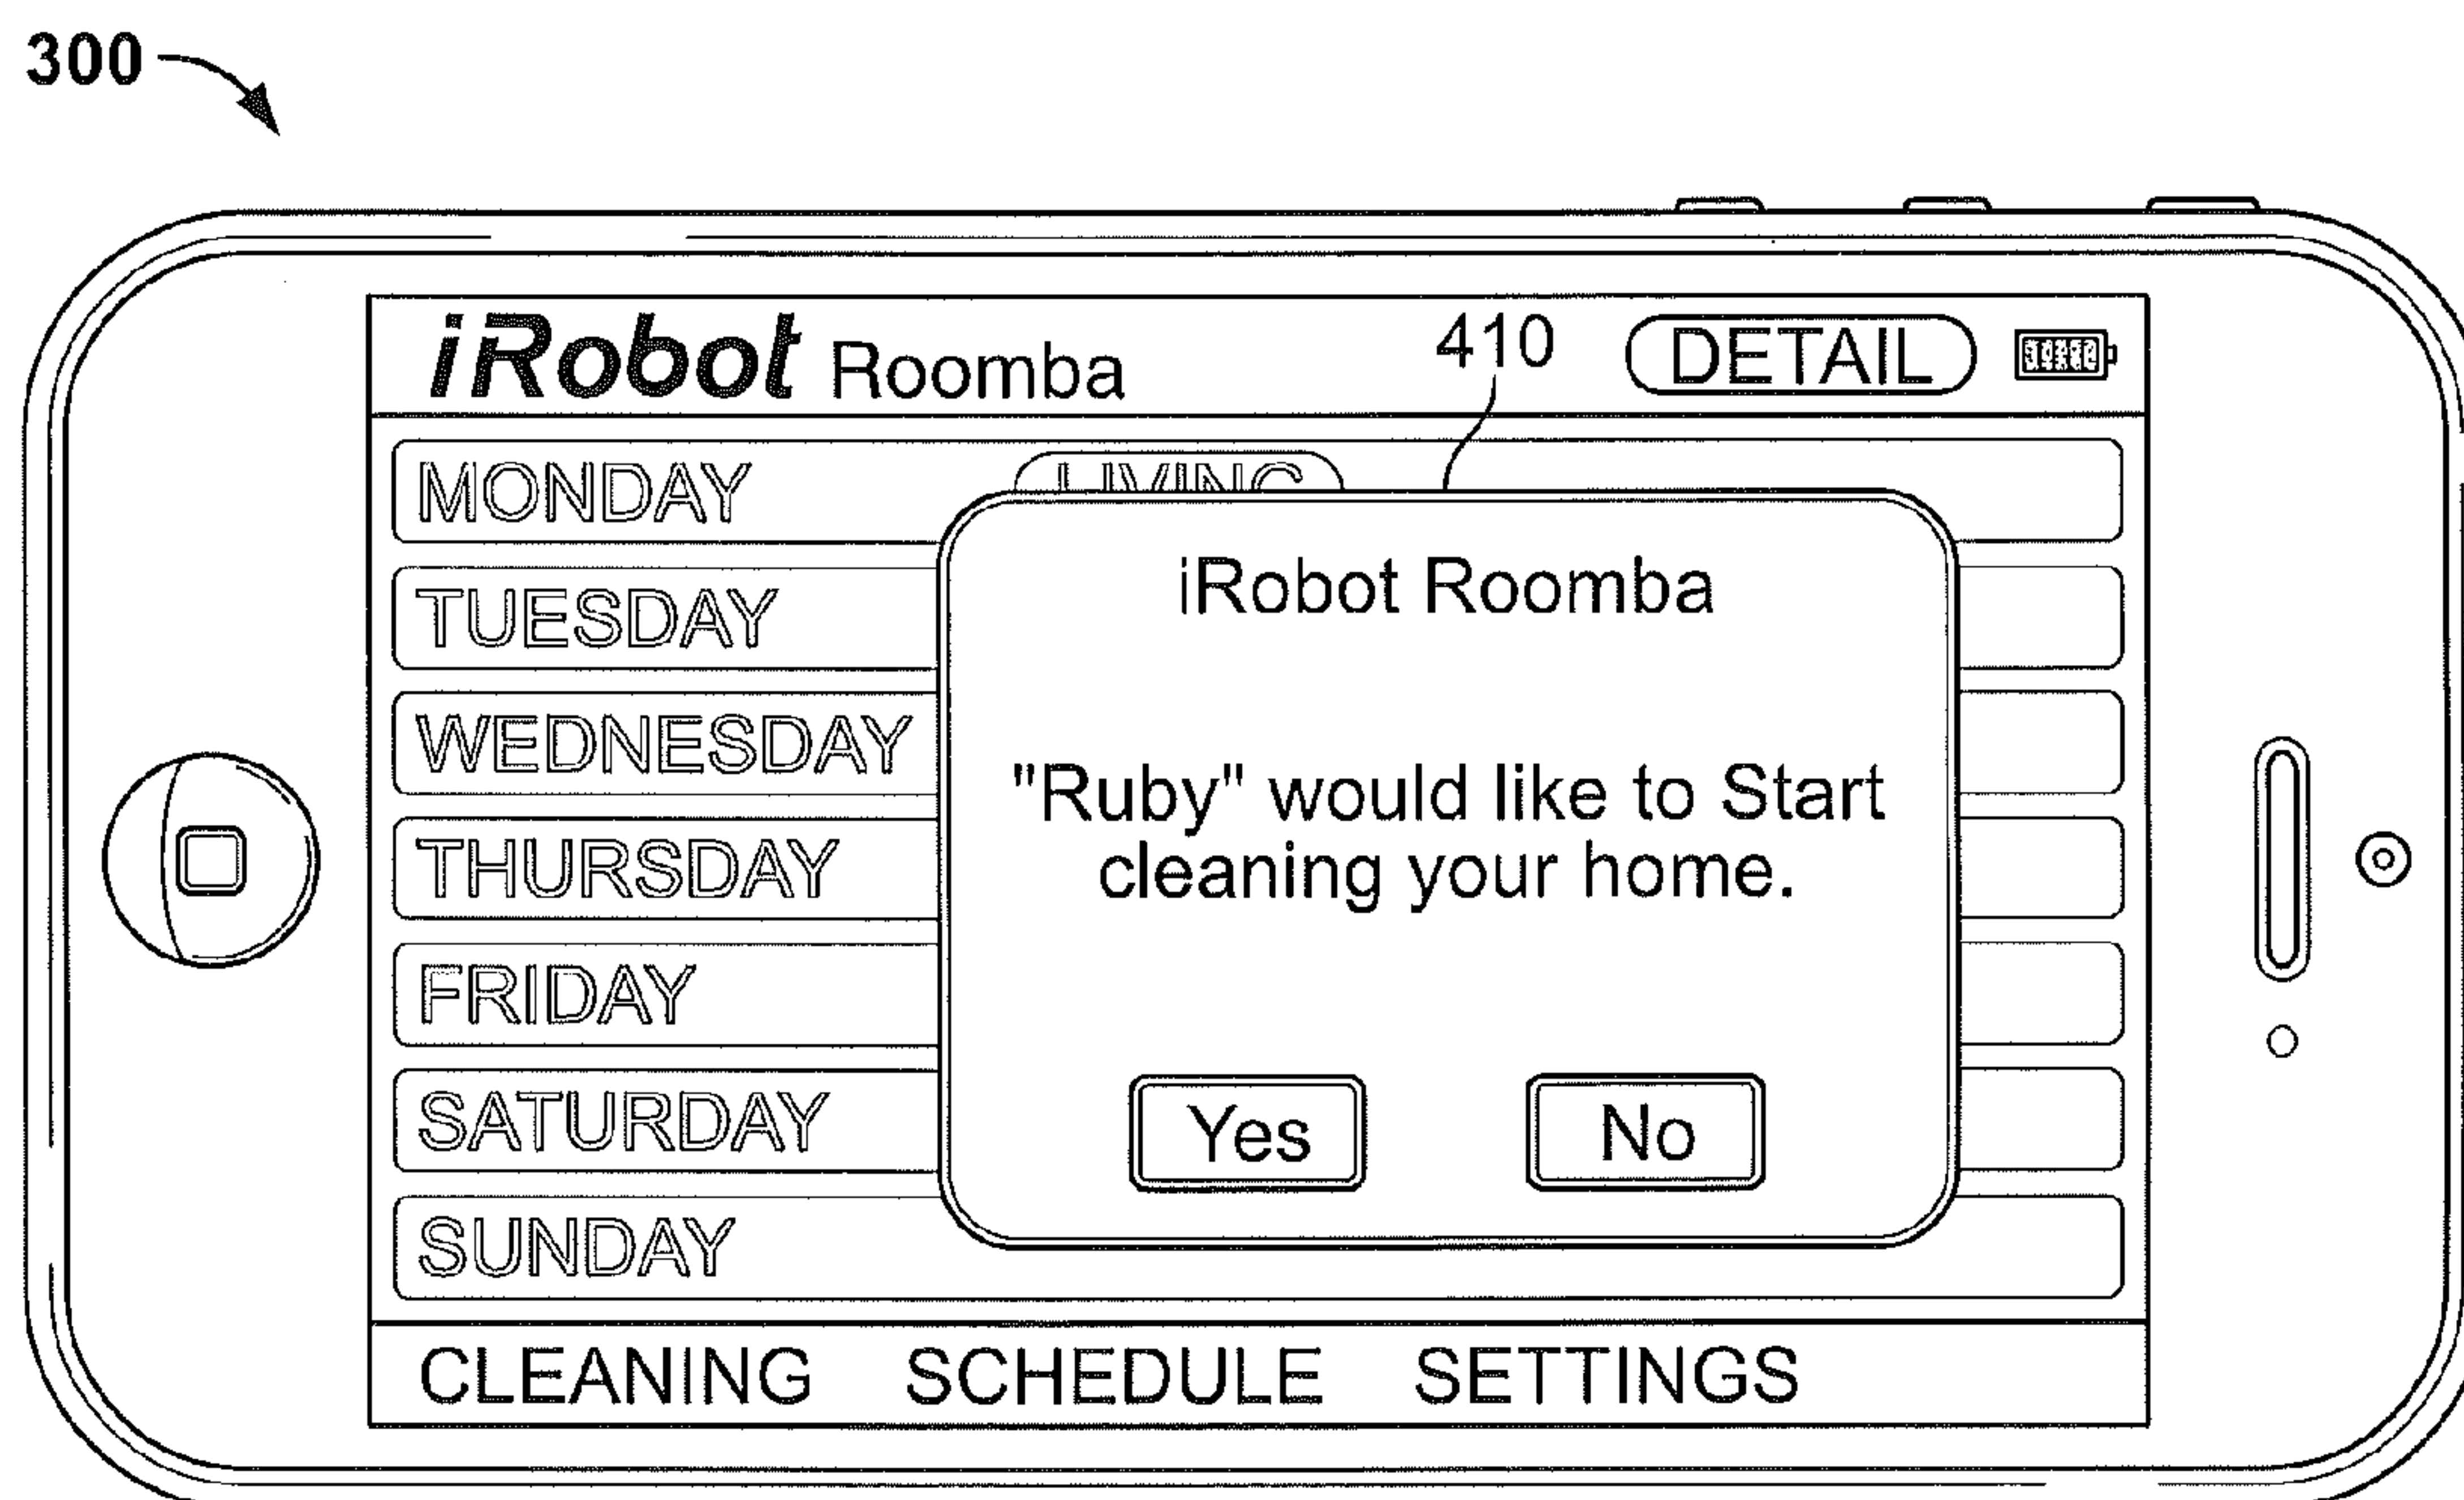 300
iRobot Roomba
410
DETAIL
MONDAY
LIVING
TUESDAY
WEDNESDAY
THURSDAY
FRIDAY
SATURDAY
SUNDAY
iRobot Roomba
"Ruby" would like to Start
cleaning your home.
Yes
No
CLEANING SCHEDULE SETTINGS